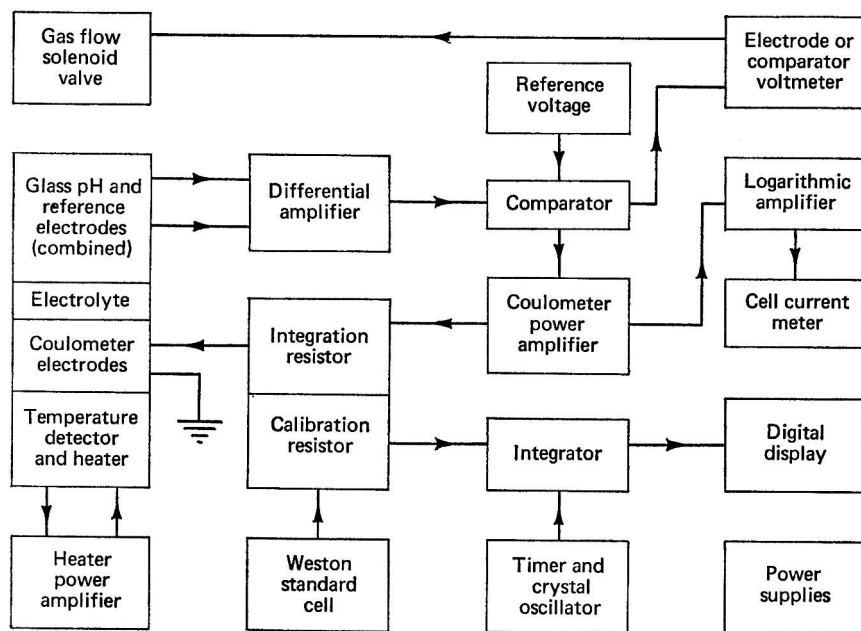 Gas flow
solenoid
valve
Electrode or
comparator
voltmeter
Reference
voltage
Glass pH and
reference
electrodes
(combined)
Differential
amplifier
Comparator
Logarithmic
amplifier
Electrolyte
Coulometer
electrodes
Integration
resistor
Coulometer
power
amplifier
Cell current
meter
Temperature
detector
and heater
Calibration
resistor
Integrator
Digital
display
Heater
power
amplifier
Weston
standard
cell
Timer and
crystal
oscillator
Power
supplies